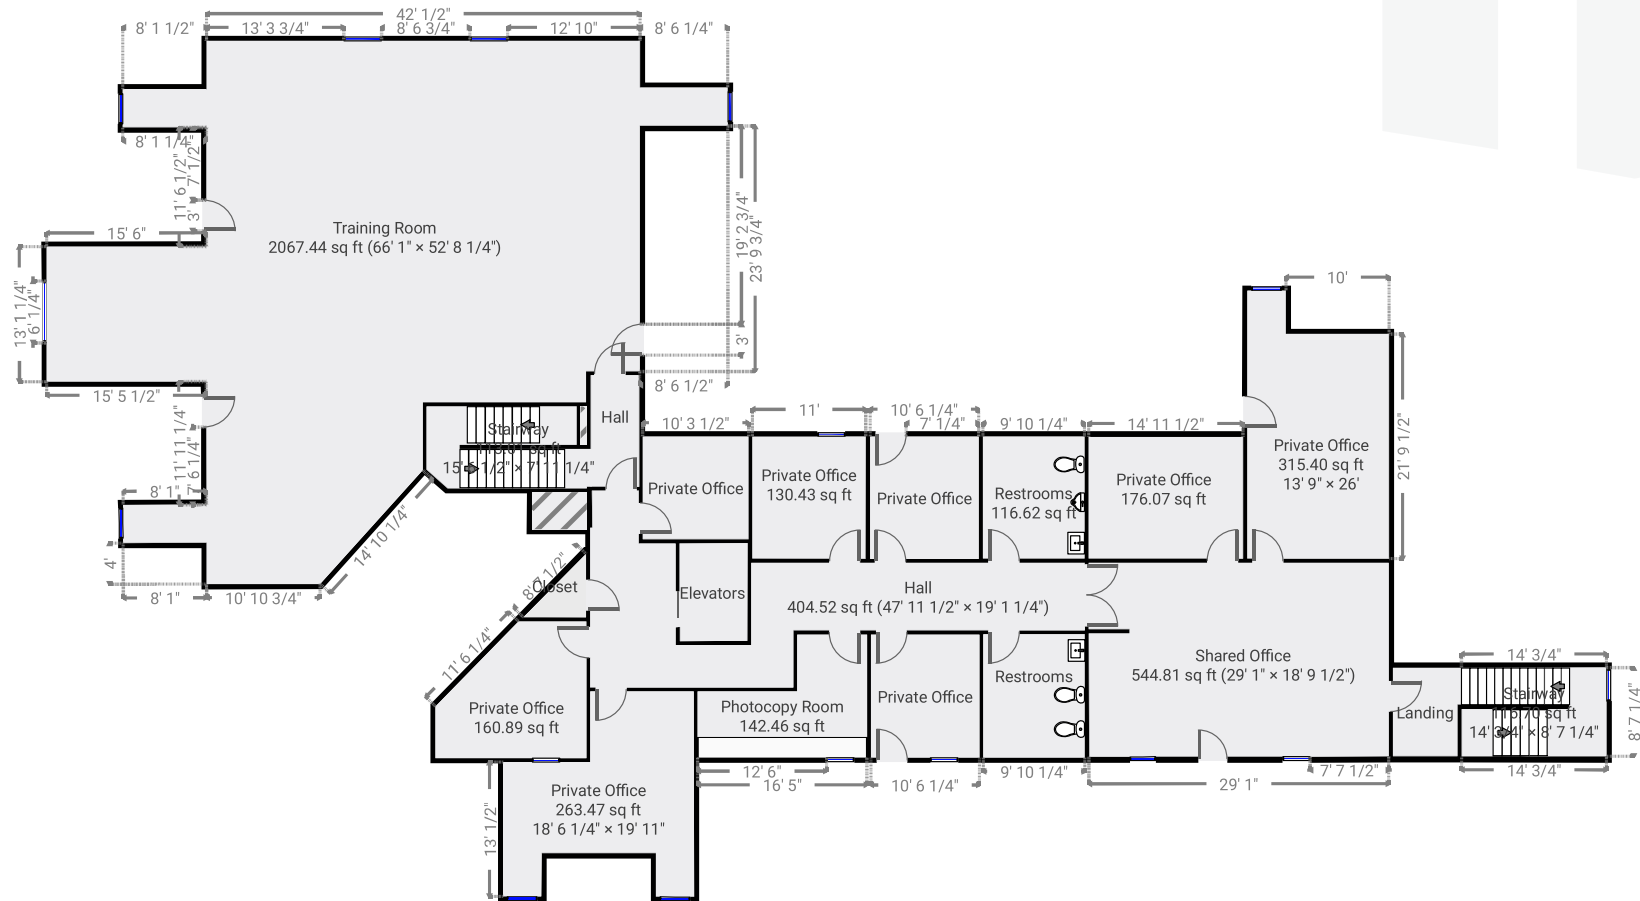 42' 1/2"
8' 1 1/2"
13' 3 3/4"
8' 6 3/4"
12' 10"
8' 6 1/4"
8' 1 1/4"
11' 6 1/2"
7' 1/2"
3'
15' 6"
Training Room
2067.44 sq ft (66' 1" × 52' 8 1/4")
19' 2 3/4"
23' 9 3/4"
3'
13' 1 1/4"
6' 1/4"
10'
15' 5 1/2"
8' 6 1/2"
11' 11 1/4"
7' 6 1/4"
Hall
10' 3 1/2"
11'
10' 6 1/4"
7' 1/4"
9' 10 1/4"
14' 11 1/2"
21' 9 1/2"
Stairway
15' 6 1/2" × 7' 11 1/4"
Private Office
Private Office
130.43 sq ft
Private Office
Restrooms
116.62 sq ft
Private Office
176.07 sq ft
Private Office
315.40 sq ft
13' 9" × 26'
8' 1"
14' 10 1/4"
4'
8' 1"
10' 10 3/4"
Closet
Elevators
Hall
404.52 sq ft (47' 11 1/2" × 19' 1 1/4")
11' 6 1/4"
Shared Office
544.81 sq ft (29' 1" × 18' 9 1/2")
14' 3/4"
Private Office
160.89 sq ft
Photocopy Room
142.46 sq ft
Private Office
Restrooms
Landing
Stairway
14' 3/4" × 8' 7 1/4"
8' 7 1/4"
12' 6"
16' 5"
10' 6 1/4"
9' 10 1/4"
7' 7 1/2"
29' 1"
14' 3/4"
Private Office
263.47 sq ft
18' 6 1/4" × 19' 11"
13' 1/2"